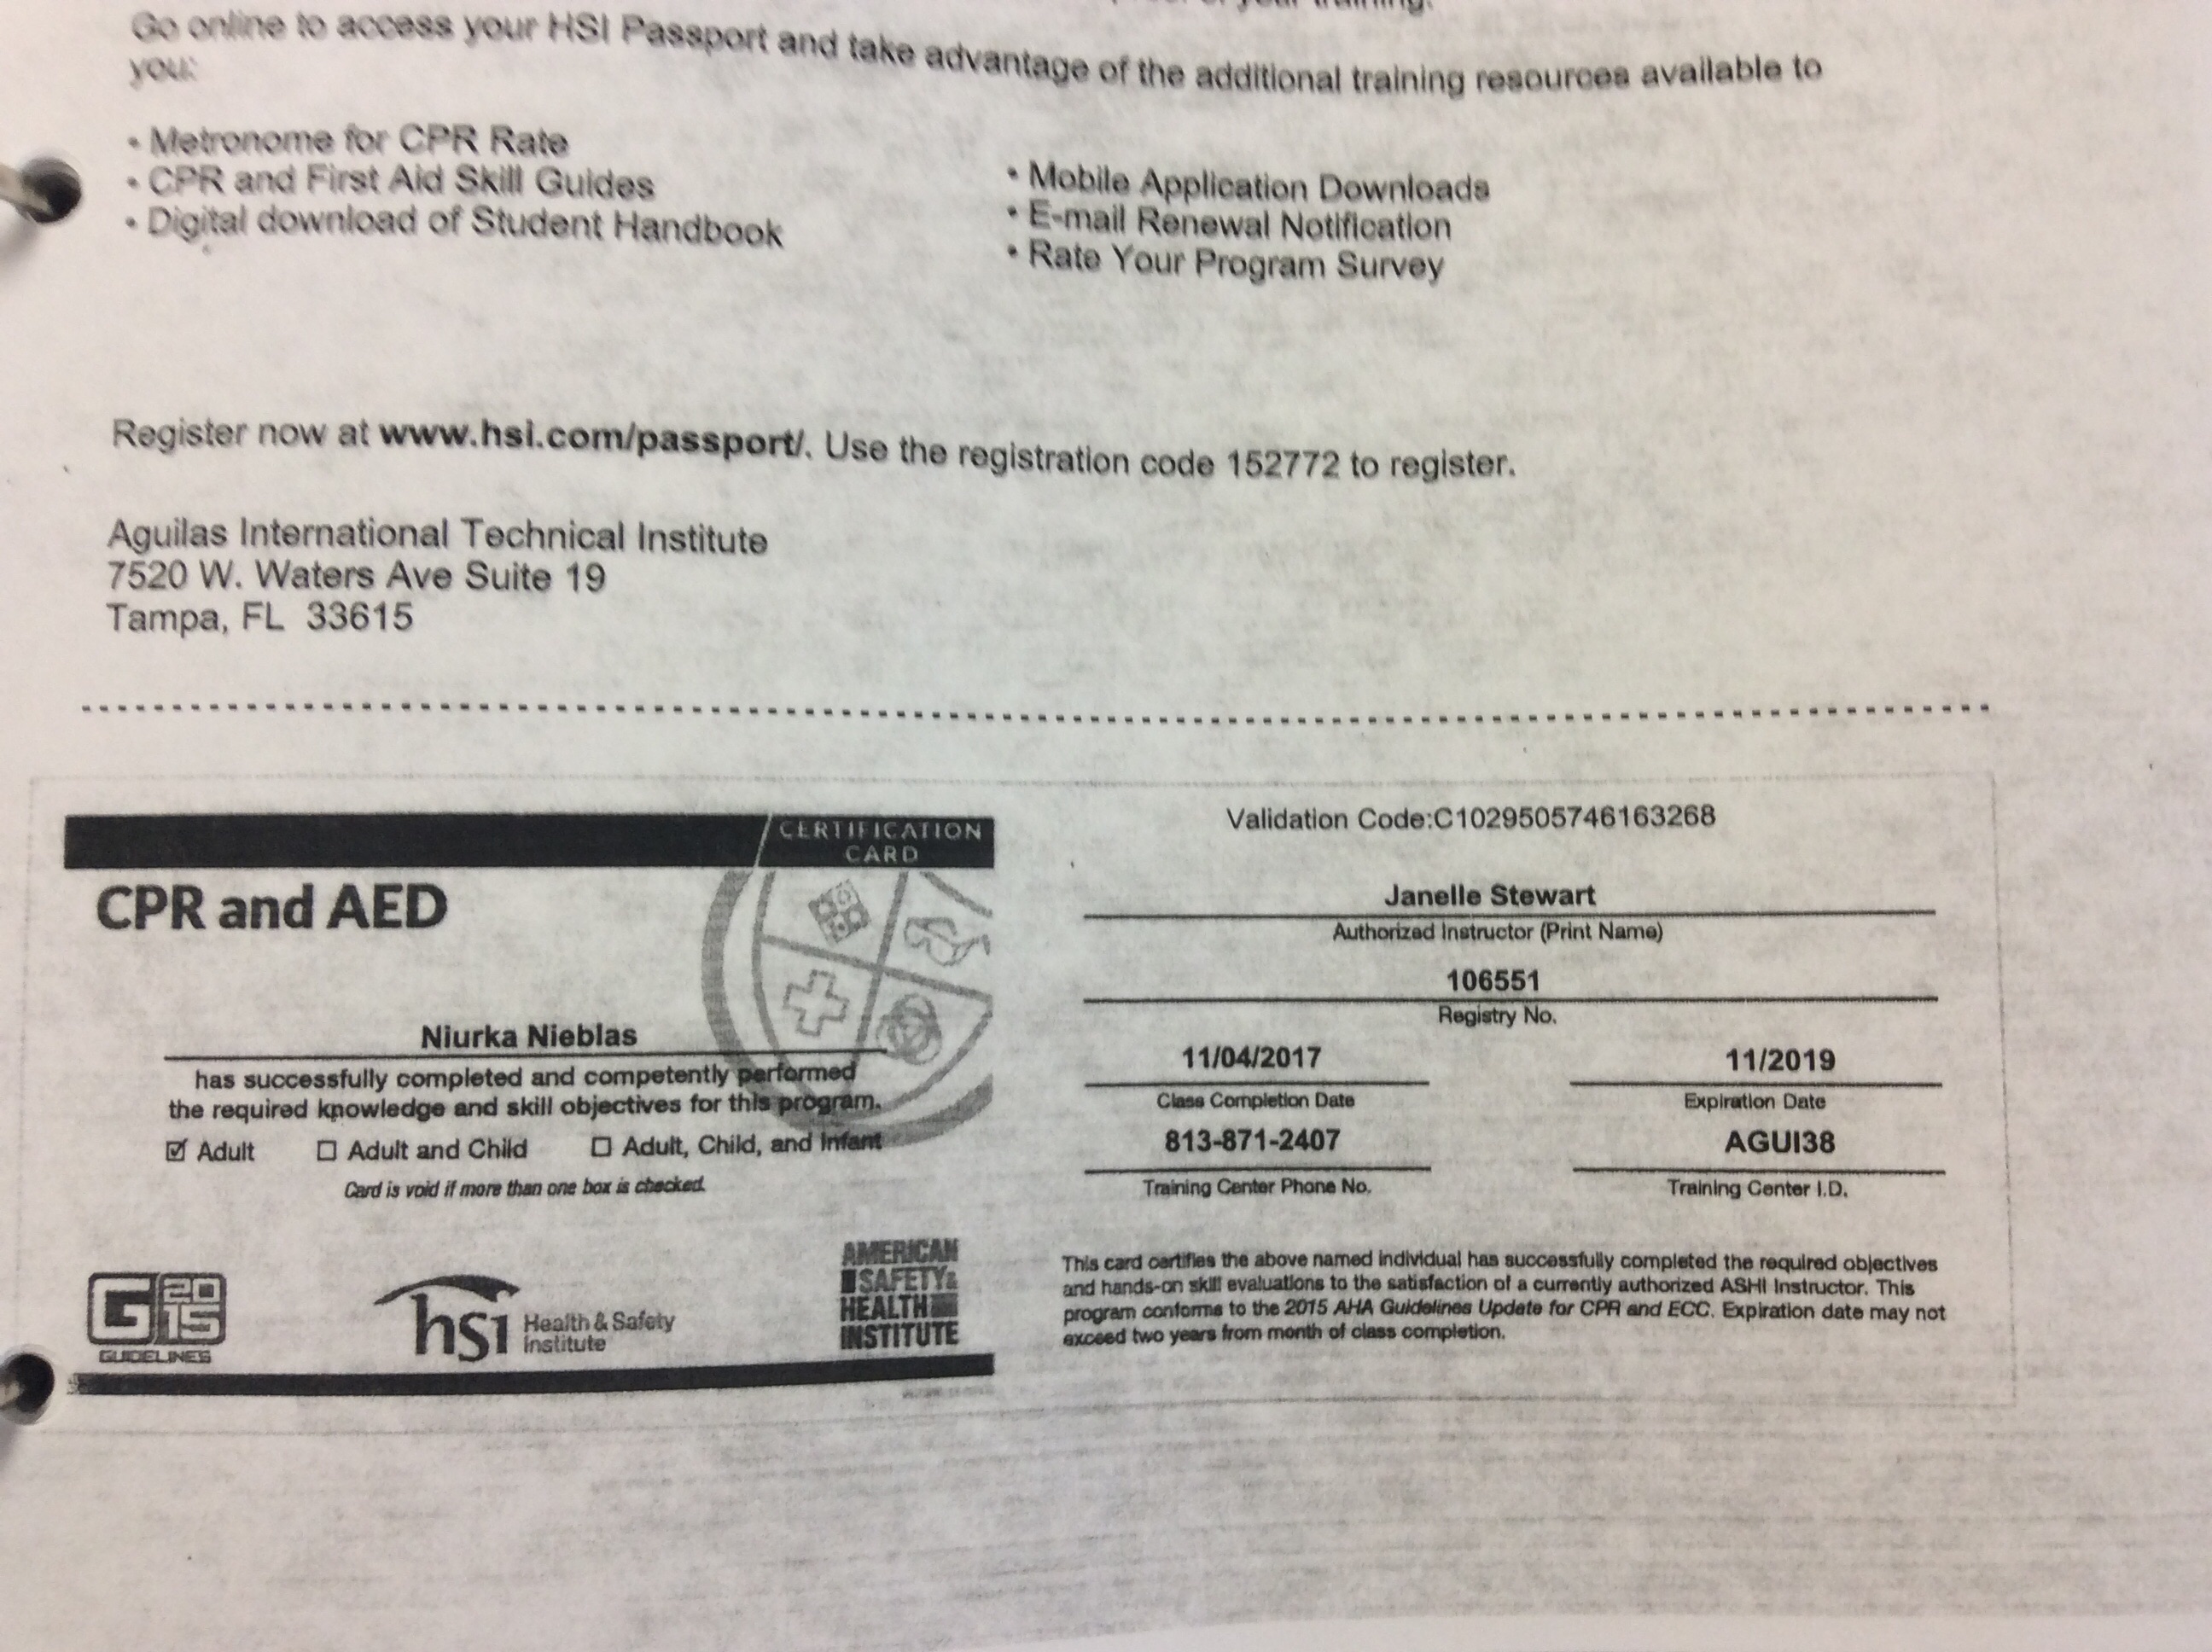 of your training.
Go online to access your HSI Passport and take advantage of the additional training resources available to
you:
• Metronome for CPR Rate
• CPR and First Aid Skill Guides
• Digital download of Student Handbook
• Mobile Application Downloads
• E-mail Renewal Notification
• Rate Your Program Survey
Register now at www.hsi.com/passport/. Use the registration code 152772 to register.
Aguilas International Technical Institute
7520 W. Waters Ave Suite 19
Tampa, FL 33615
CERTIFICATION
CARD
CPR and AED
Niurka Nieblas
has successfully completed and competently performed
the required knowledge and skill objectives for this program.
☑ Adult ☐ Adult and Child ☐ Adult, Child, and Infant
Card is void if more than one box is checked.
G 2015
GUIDELINES
hsi Health & Safety
Institute
AMERICAN
SAFETY &
HEALTH
INSTITUTE
Validation Code:C1029505746163268
Janelle Stewart
Authorized Instructor (Print Name)
106551
Registry No.
11/04/2017 11/2019
Class Completion Date Expiration Date
813-871-2407 AGUI38
Training Center Phone No. Training Center I.D.
This card certifies the above named individual has successfully completed the required objectives
and hands-on skill evaluations to the satisfaction of a currently authorized ASHI Instructor. This
program conforms to the 2015 AHA Guidelines Update for CPR and ECC. Expiration date may not
exceed two years from month of class completion.